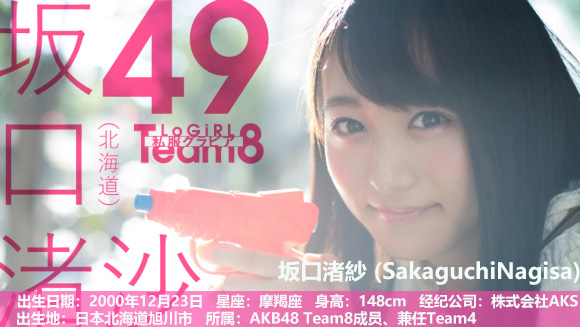 坂口渚沙
(北海道)
49
LoGiRL
私服グラビア
Team8
坂口渚紗 (SakaguchiNagisa)
出生日期：2000年12月23日 星座：摩羯座 身高：148cm 经纪公司：株式会社AKS
出生地：日本北海道旭川市 所属：AKB48 Team8成员、兼任Team4